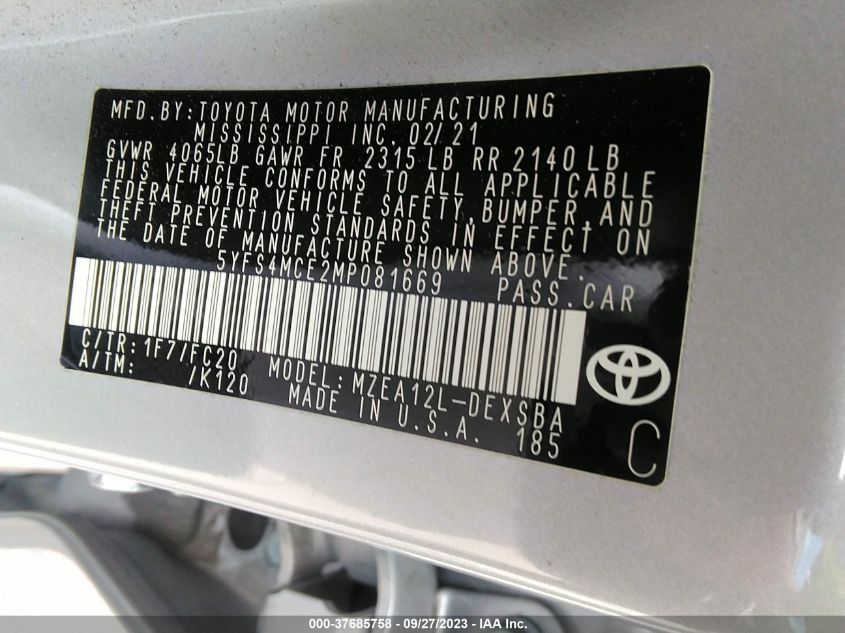 MFD.BY:TOYOTA MOTOR MANUFACTURING
MISSISSIPPI INC. 02/21
GVWR 4065LB GAWR FR 2315 LB RR 2140 LB
THIS VEHICLE CONFORMS TO ALL APPLICABLE
FEDERAL MOTOR VEHICLE SAFETY, BUMPER, AND
THEFT PREVENTION STANDARDS IN EFFECT ON
THE DATE OF MANUFACTURE SHOWN ABOVE.
5YFS4MCE2MP081669 PASS.CAR
C/TR: 1F7/FC20 MODEL: MZEA12L-DEXSBA
A/TM: /K120 MADE IN U.S.A. 185
C
000-37685758 - 09/27/2023 - IAA Inc.